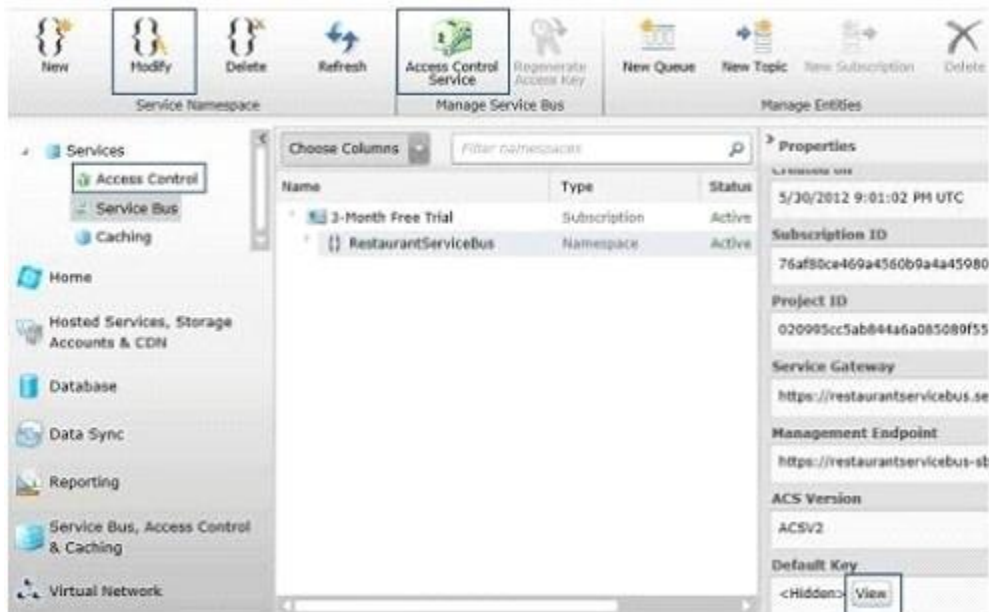 New
Modify
Delete
Refresh
Access Control
Service
Regenerate
Access Key
New Queue
New Topic
New Subscription
Delete
Service Namespace
Manage Service Bus
Manage Entities
Services
Access Control
Service Bus
Caching
Home
Hosted Services, Storage
Accounts & CDN
Database
Data Sync
Reporting
Service Bus, Access Control
& Caching
Virtual Network
Choose Columns
Filter namespaces
Name Type Status
3-Month Free Trial Subscription Active
RestaurantServiceBus Namespace Active
Properties
Created On
5/30/2012 9:01:02 PM UTC
Subscription ID
76af80ce469a4560b9a4a45980
Project ID
020995cc5ab844a6a085089f55
Service Gateway
https://restaurantservicebus.se
Management Endpoint
https://restaurantservicebus-sb
ACS Version
ACSV2
Default Key
<Hidden> View